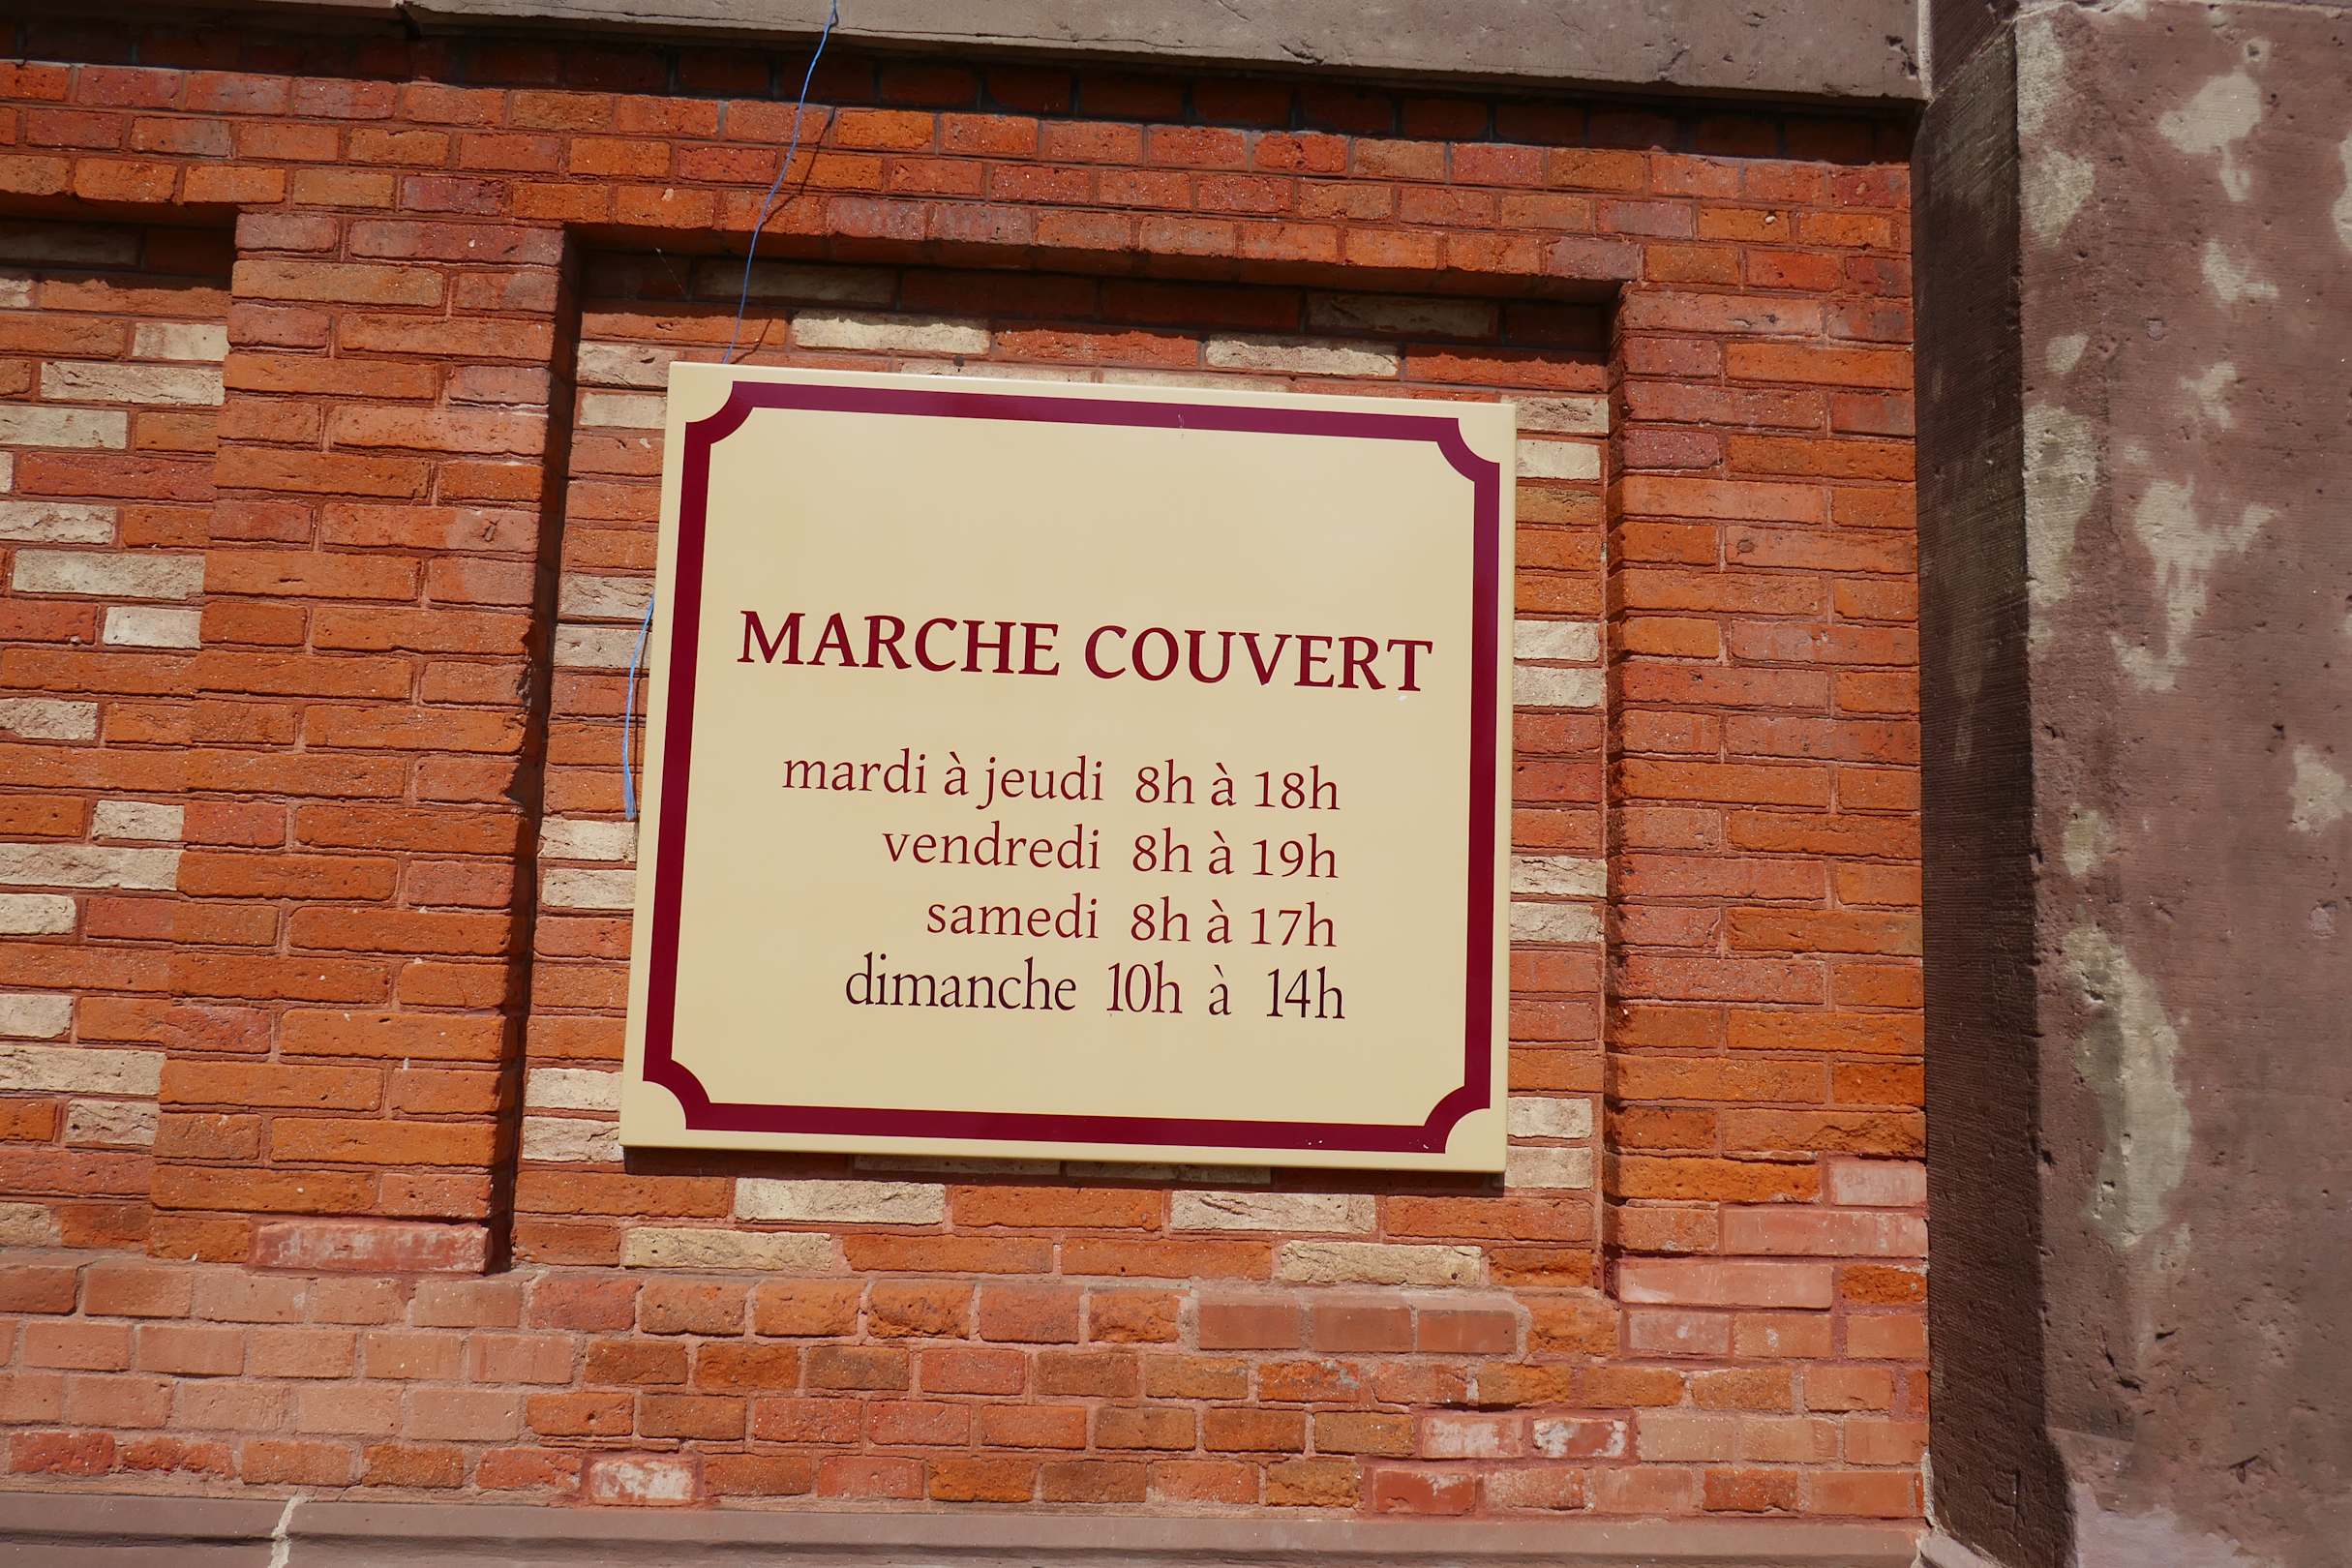 MARCHE COUVERT
mardi à jeudi 8h à 18h
vendredi 8h à 19h
samedi 8h à 17h
dimanche 10h à 14h